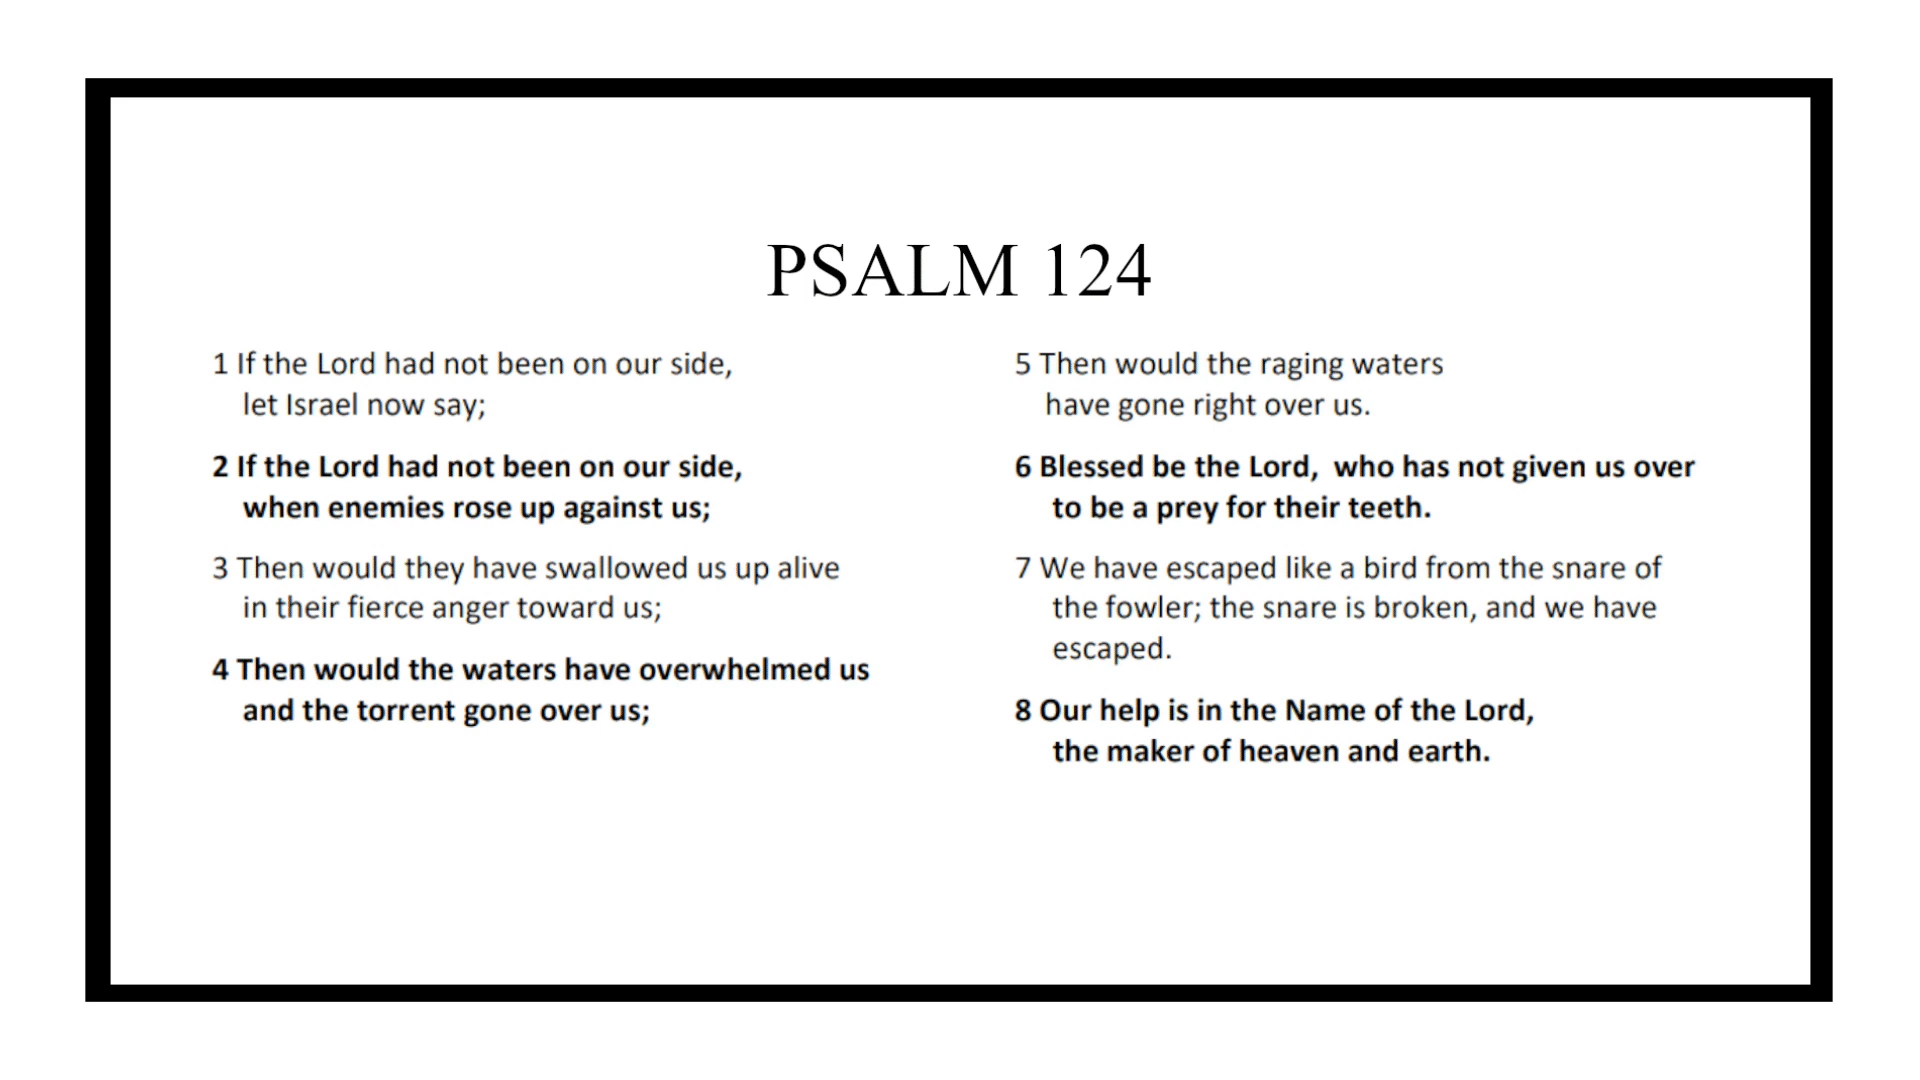 PSALM 124
1 If the Lord had not been on our side,
let Israel now say;
2 If the Lord had not been on our side,
when enemies rose up against us;
3 Then would they have swallowed us up alive
in their fierce anger toward us;
4 Then would the waters have overwhelmed us
and the torrent gone over us;
5 Then would the raging waters
have gone right over us.
6 Blessed be the Lord,  who has not given us over
to be a prey for their teeth.
7 We have escaped like a bird from the snare of
the fowler; the snare is broken, and we have
escaped.
8 Our help is in the Name of the Lord,
the maker of heaven and earth.